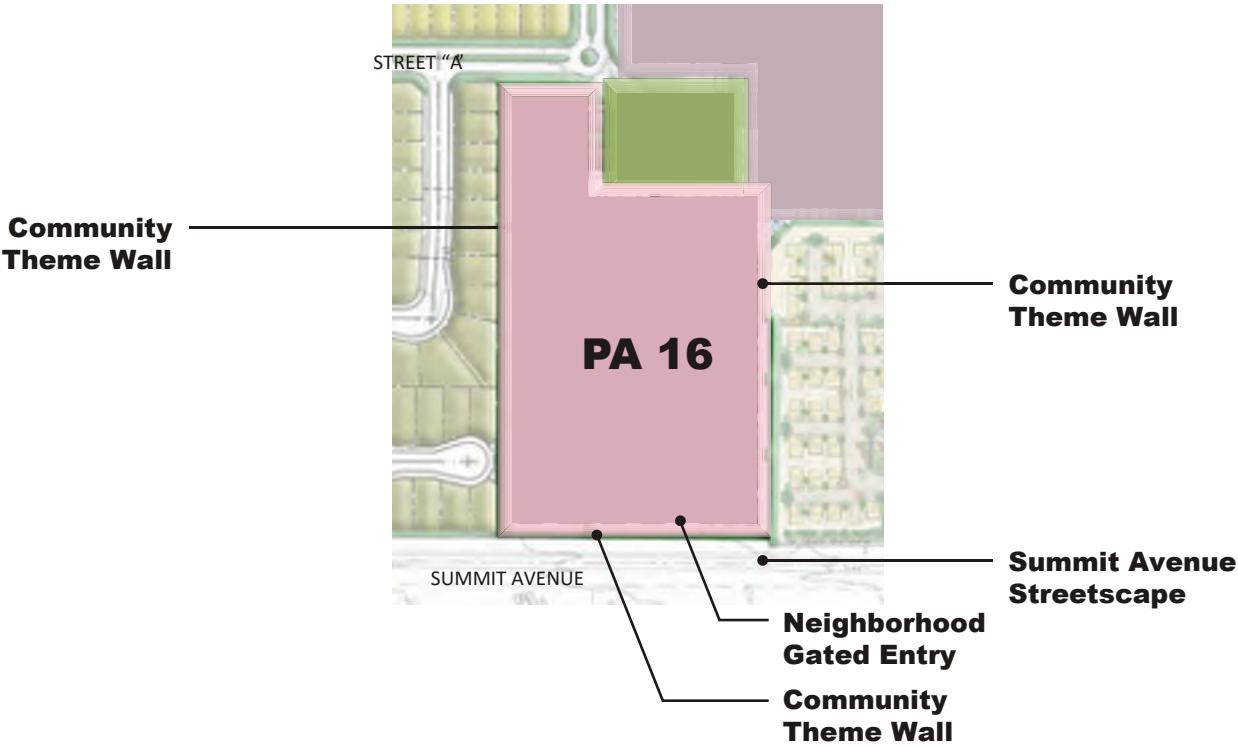 STREET “A”
Community
Theme Wall
Community
Theme Wall
PA 16
SUMMIT AVENUE
Summit Avenue
Streetscape
Neighborhood
Gated Entry
Community
Theme Wall